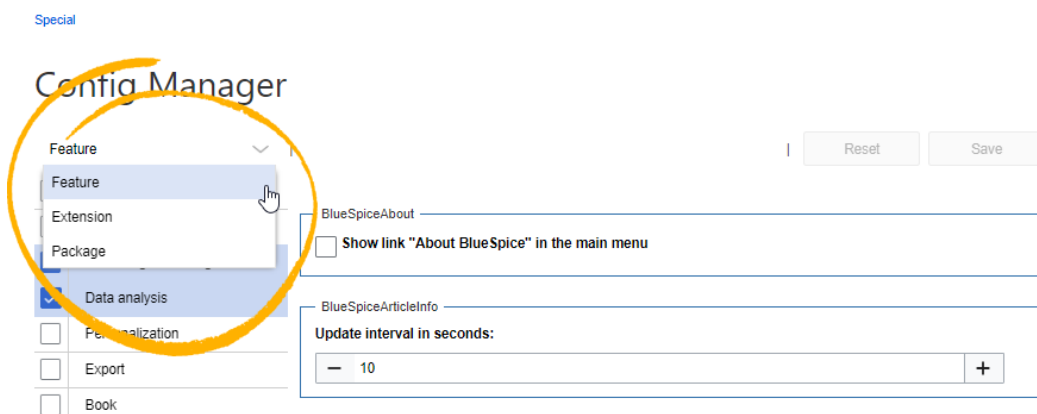 Special
Config Manager
Feature
Reset
Save
Feature
Extension
Package
Data analysis
Personalization
Export
Book
BlueSpiceAbout
Show link "About BlueSpice" in the main menu
BlueSpiceArticleInfo
Update interval in seconds:
10